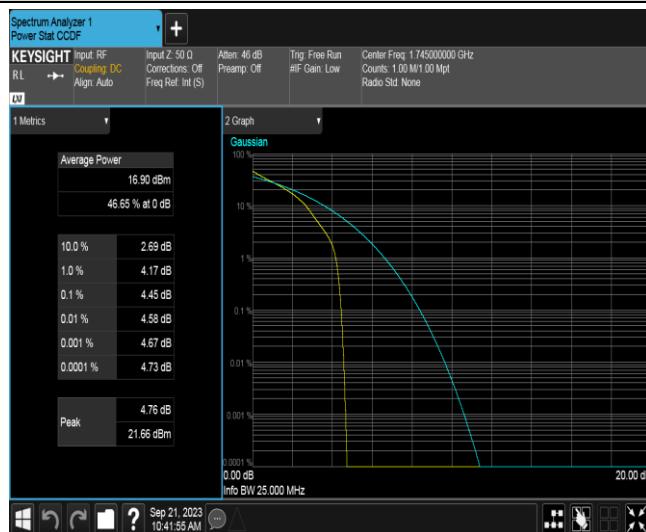 Spectrum Analyzer 1
Power Stat CCDF
KEYSIGHT
RL
Input: RF
Coupling: DC
Align: Auto
Input Z: 50 Ω
Corrections: Off
Freq Ref: Int (S)
Atten: 46 dB
Preamp: Off
Trig: Free Run
#IF Gain: Low
Center Freq: 1.745000000 GHz
Counts: 1.00 M/1.00 Mpt
Radio Std: None
LXI
1 Metrics
Average Power
16.90 dBm
46.65 % at 0 dB
10.0 % 2.69 dB
1.0 % 4.17 dB
0.1 % 4.45 dB
0.01 % 4.58 dB
0.001 % 4.67 dB
0.0001 % 4.73 dB
Peak 4.76 dB
21.66 dBm
2 Graph
Gaussian
100 %
10 %
1 %
0.1 %
0.01 %
0.001 %
0.0001 %
0.00 dB
20.00 d
Info BW 25.000 MHz
Sep 21, 2023
10:41:55 AM